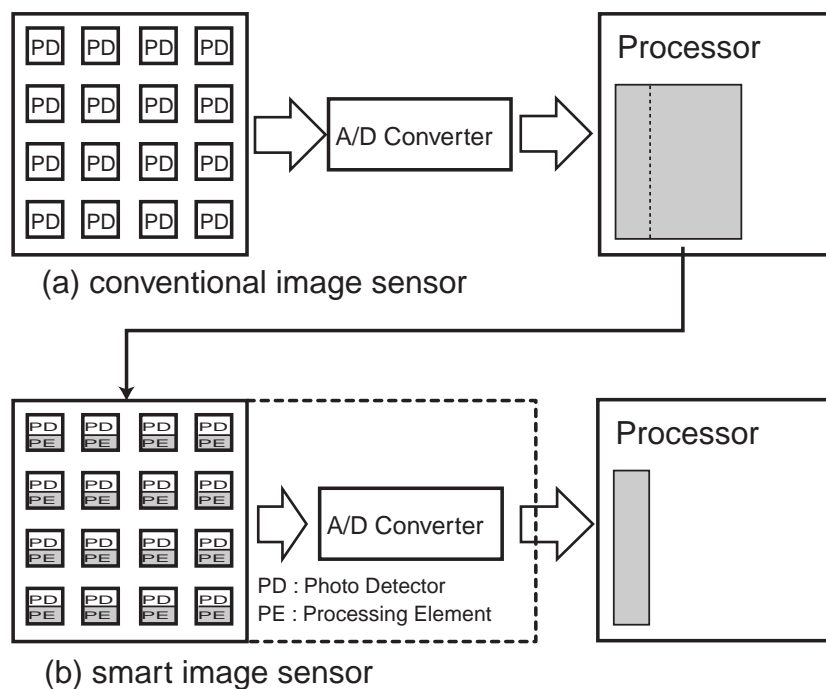 PD PD PD PD
PD PD PD PD
PD PD PD PD
PD PD PD PD
A/D Converter
Processor
(a) conventional image sensor
PD PD PD PD
PE PE PE PE
PD PD PD PD
PE PE PE PE
PD PD PD PD
PE PE PE PE
PD PD PD PD
PE PE PE PE
A/D Converter
PD : Photo Detector
PE : Processing Element
Processor
(b) smart image sensor